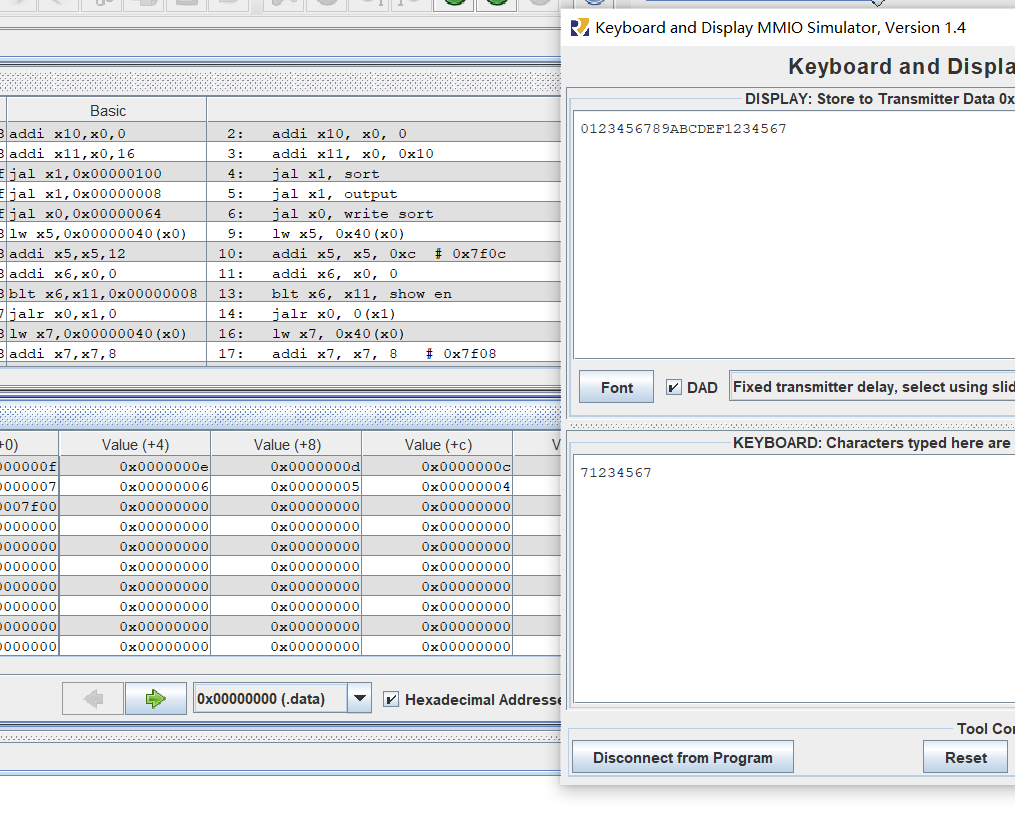 Keyboard and Display MMIO Simulator, Version 1.4
Keyboard and Displa
DISPLAY: Store to Transmitter Data 0x
0123456789ABCDEF1234567
Font
DAD
Fixed transmitter delay, select using slid
KEYBOARD: Characters typed here are
71234567
Tool Con
Disconnect from Program
Reset
Basic
3 addi x10,x0,0 2: addi x10, x0, 0
3 addi x11,x0,16 3: addi x11, x0, 0x10
f jal x1,0x00000100 4: jal x1, sort
f jal x1,0x00000008 5: jal x1, output
f jal x0,0x00000064 6: jal x0, write sort
3 lw x5,0x00000040(x0) 9: lw x5, 0x40(x0)
3 addi x5,x5,12 10: addi x5, x5, 0xc # 0x7f0c
3 addi x6,x0,0 11: addi x6, x0, 0
3 blt x6,x11,0x00000008 13: blt x6, x11, show en
7 jalr x0,x1,0 14: jalr x0, 0(x1)
3 lw x7,0x00000040(x0) 16: lw x7, 0x40(x0)
3 addi x7,x7,8 17: addi x7, x7, 8 # 0x7f08
+0) Value (+4) Value (+8) Value (+c) V
000000f 0x0000000e 0x0000000d 0x0000000c
0000007 0x00000006 0x00000005 0x00000004
0007f00 0x00000000 0x00000000 0x00000000
0000000 0x00000000 0x00000000 0x00000000
0000000 0x00000000 0x00000000 0x00000000
0000000 0x00000000 0x00000000 0x00000000
0000000 0x00000000 0x00000000 0x00000000
0000000 0x00000000 0x00000000 0x00000000
0000000 0x00000000 0x00000000 0x00000000
0000000 0x00000000 0x00000000 0x00000000
0x00000000 (.data)
Hexadecimal Addresse